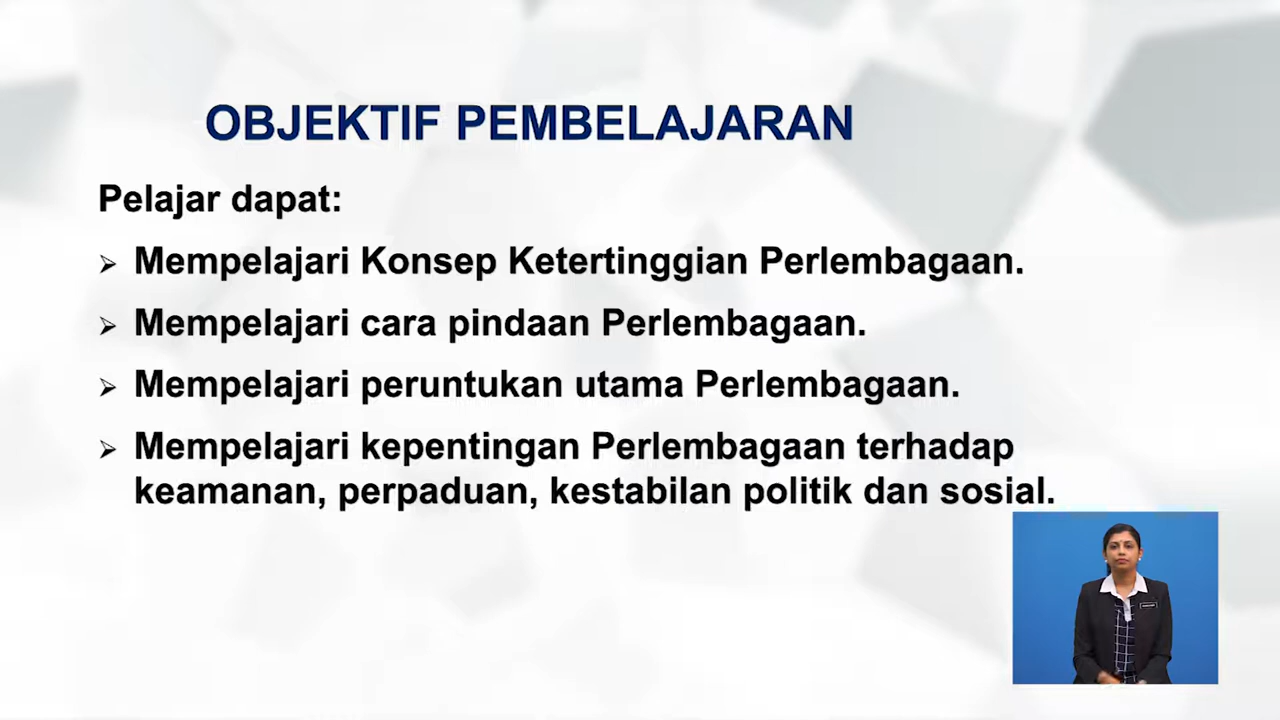 OBJEKTIF PEMBELAJARAN
Pelajar dapat:
➢ Mempelajari Konsep Ketertinggian Perlembagaan.
➢ Mempelajari cara pindaan Perlembagaan.
➢ Mempelajari peruntukan utama Perlembagaan.
➢ Mempelajari kepentingan Perlembagaan terhadap
keamanan, perpaduan, kestabilan politik dan sosial.